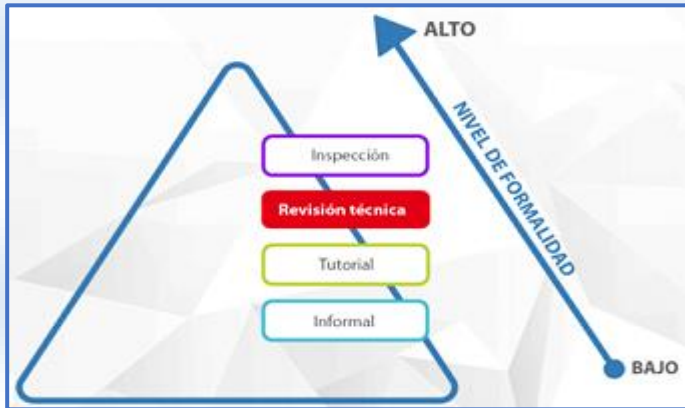 ALTO
NIVEL DE FORMALIDAD
Inspección
Revisión técnica
Tutorial
Informal
BAJO